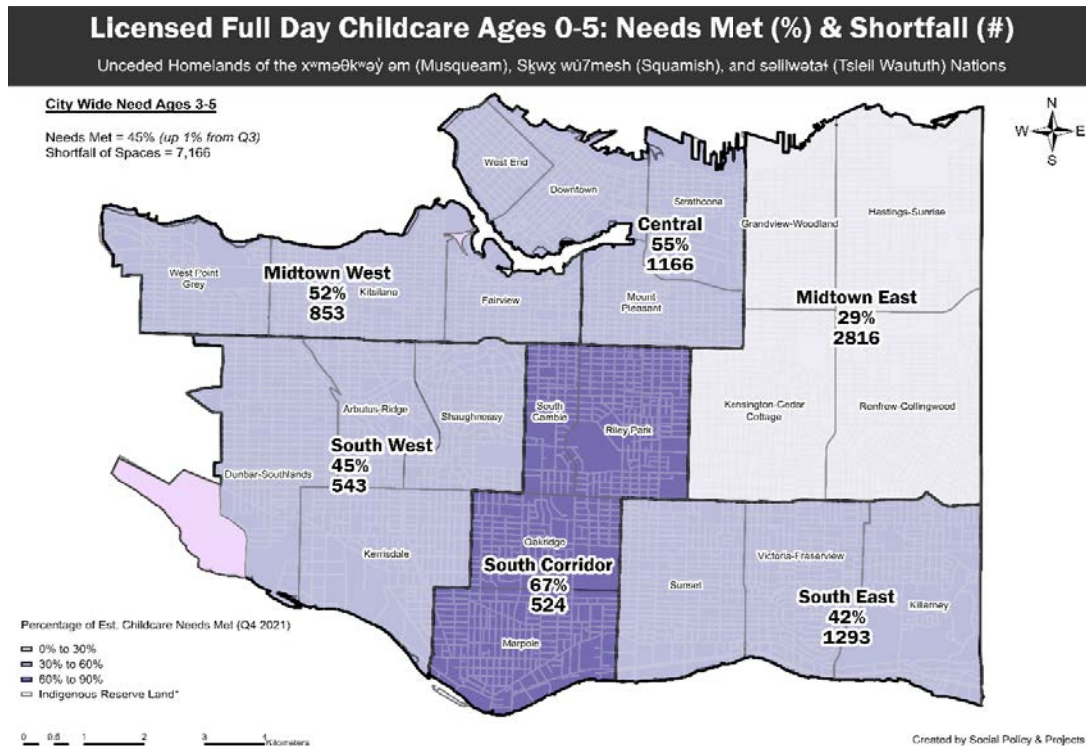 Licensed Full Day Childcare Ages 0-5: Needs Met (%) & Shortfall (#)
Unceded Homelands of the xʷməθkʷəy̓ əm (Musqueam), Sḵwx̱ wú7mesh (Squamish), and səlilwətaɬ (Tsleil Waututh) Nations
City Wide Need Ages 3-5
Needs Met = 45% (up 1% from Q3)
Shortfall of Spaces = 7,166
N
W E
S
West End
Downtown
Strathcona
Grandview-Woodland
Hastings-Sunrise
Central
55%
1166
West Point
Grey
Midtown West
52%
853
Kitsilano
Fairview
Mount
Pleasant
Midtown East
29%
2816
Arbutus-Ridge
Shaughnessy
South
Cambie
Riley Park
Kensington-Cedar
Cottage
Renfrew-Collingwood
South West
45%
543
Dunbar-Southlands
Kerrisdale
Oakridge
South Corridor
67%
524
Marpole
Sunset
Victoria-Fraserview
Killarney
South East
42%
1293
Percentage of Est. Childcare Needs Met (Q4 2021)
0% to 30%
30% to 60%
60% to 90%
Indigenous Reserve Land*
0 0.5 1 2 3 4
Kilometers
Created by Social Policy & Projects